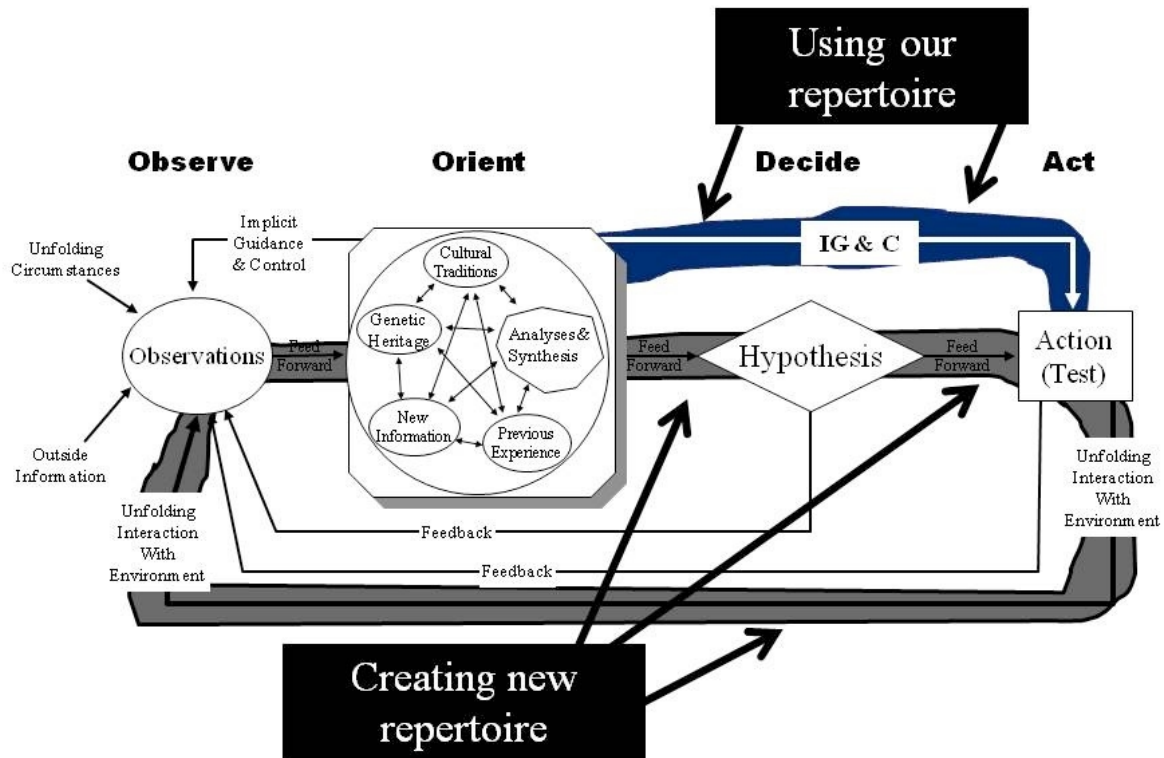 Using our
repertoire
Observe
Orient
Decide
Act
Implicit
Guidance
& Control
Unfolding
Circumstances
Observations
Outside
Information
Feed
Forward
Cultural
Traditions
Genetic
Heritage
Analyses &
Synthesis
New
Information
Previous
Experience
IG & C
Feed
Forward
Hypothesis
Feed
Forward
Action
(Test)
Unfolding
Interaction
With
Environment
Feedback
Feedback
Unfolding
Interaction
With
Environment
Creating new
repertoire